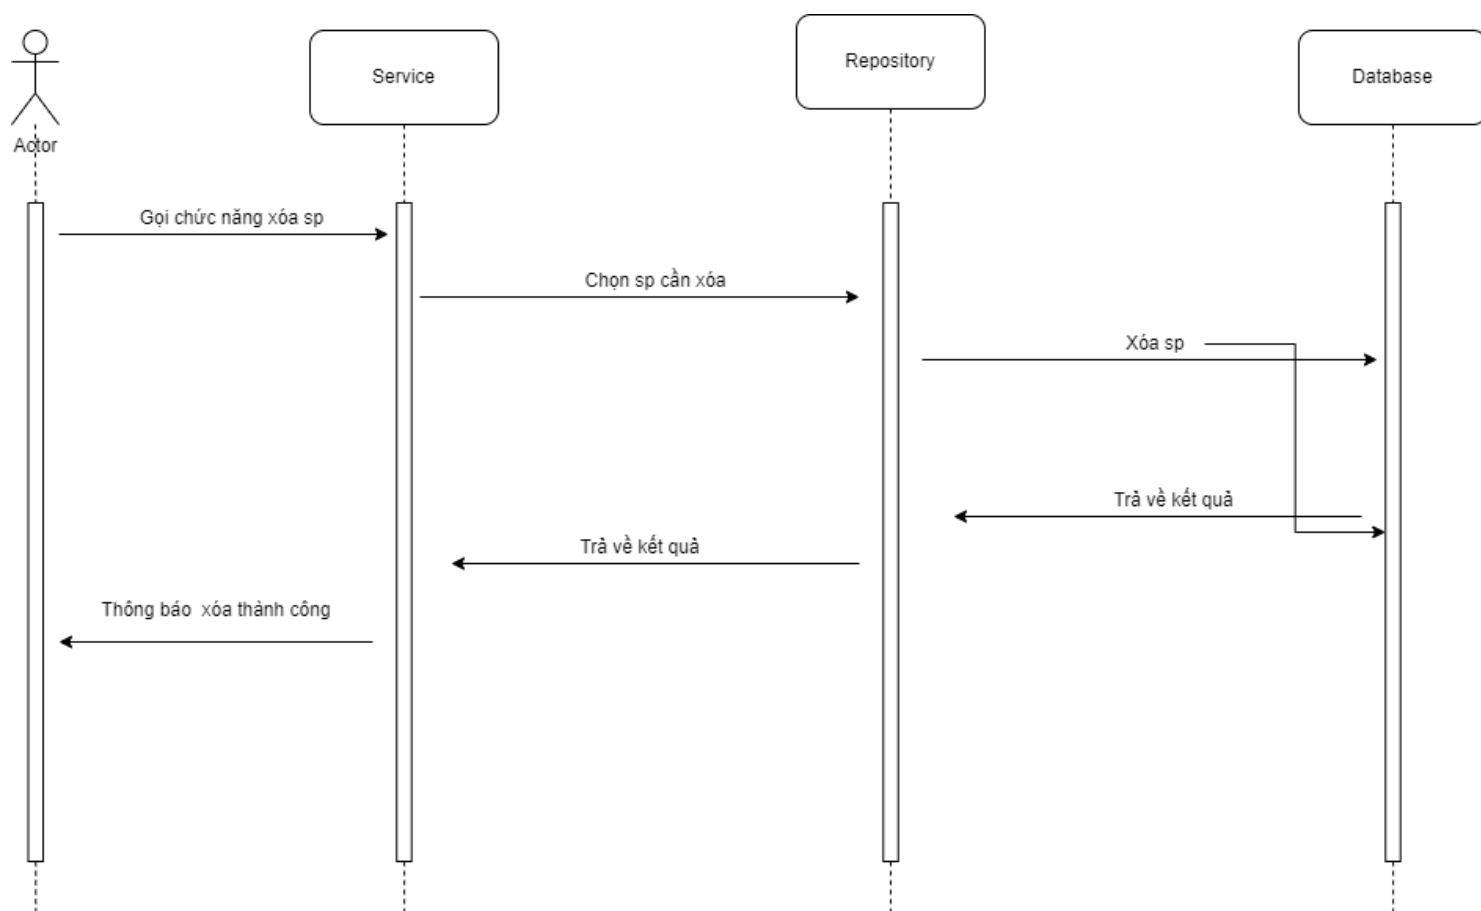 Actor
Service
Repository
Database
Gọi chức năng xóa sp
Chọn sp cần xóa
Xóa sp
Trả về kết quả
Trả về kết quả
Thông báo xóa thành công